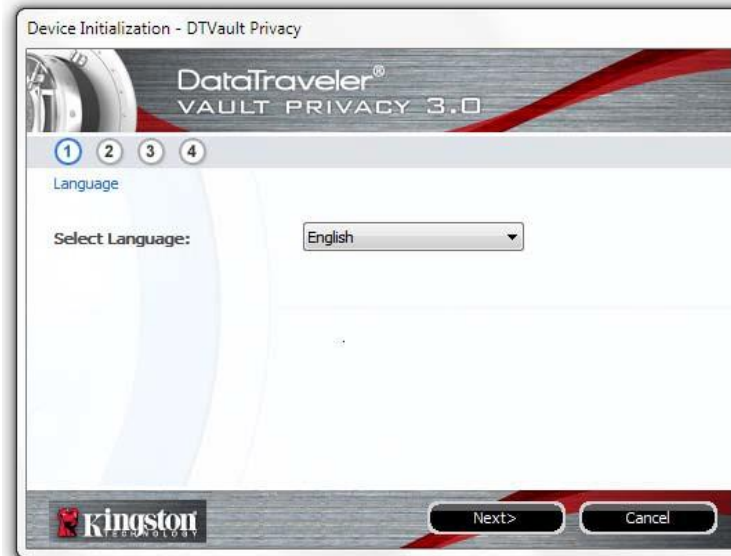 Device Initialization - DTVault Privacy
DataTraveler®
VAULT PRIVACY 3.0
1 2 3 4
Language
Select Language: English
Kingston
TECHNOLOGY
Next> Cancel